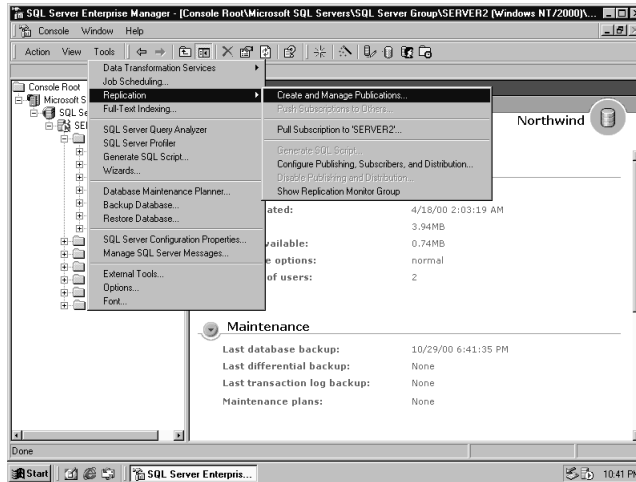 SQL Server Enterprise Manager - [Console Root\Microsoft SQL Servers\SQL Server Group\SERVER2 (Windows NT/2000)\...
Console Window Help
Action View Tools
Console Root
Microsoft S
SQL Se
SE
Data Transformation Services
Job Scheduling...
Replication
Full-Text Indexing...
SQL Server Query Analyzer
SQL Server Profiler
Generate SQL Script...
Wizards...
Database Maintenance Planner...
Backup Database...
Restore Database...
SQL Server Configuration Properties...
Manage SQL Server Messages...
External Tools...
Options...
Font...
Create and Manage Publications...
Push Subscriptions to Others...
Pull Subscription to 'SERVER2'...
Generate SQL Script...
Configure Publishing, Subscribers, and Distribution...
Disable Publishing and Distribution...
Show Replication Monitor Group
Northwind
ated: 4/18/00 2:03:19 AM
3.94MB
vailable: 0.74MB
e options: normal
of users: 2
Maintenance
Last database backup: 10/29/00 6:41:35 PM
Last differential backup: None
Last transaction log backup: None
Maintenance plans: None
Done
Start
SQL Server Enterpris...
10:41 PM